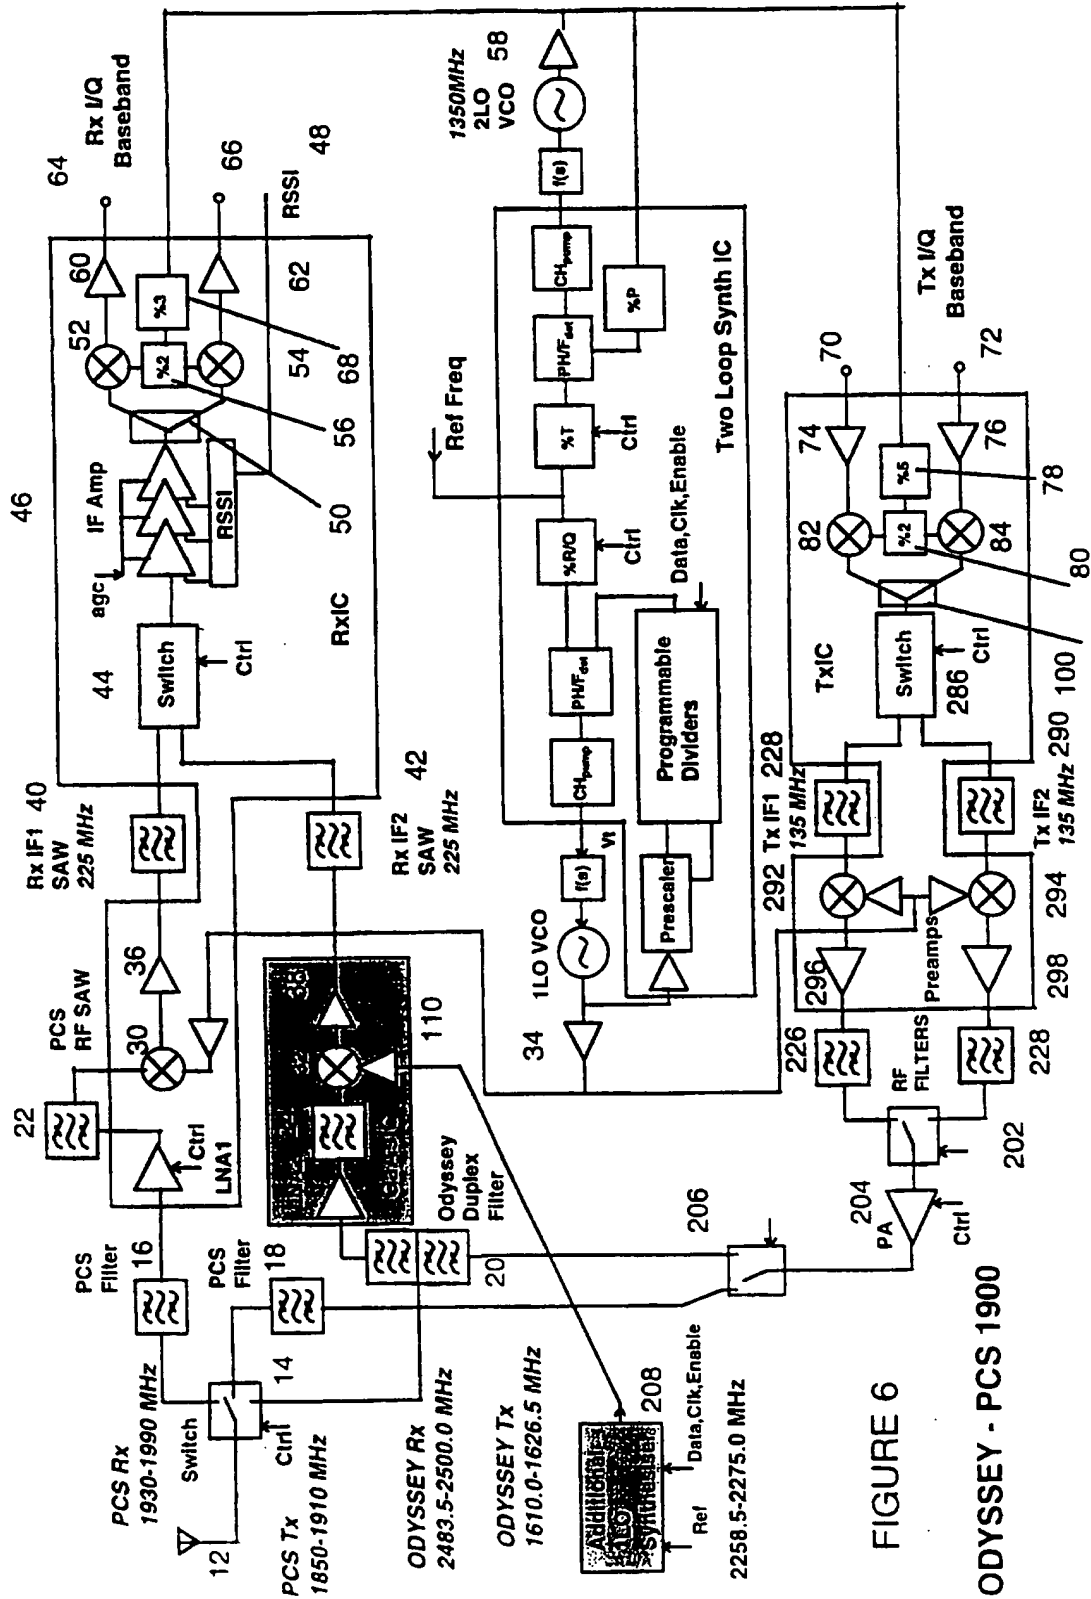 46
64
Rx I/Q
Baseband
66
48
RSSI
60
52
%3
%2
62
54
68
56
50
IF Amp
agc
RSSI
RxIC
44
Switch
Ctrl
Rx IF1
SAW
225 MHz
40
42
Rx IF2
SAW
225 MHz
36
PCS
RF SAW
30
22
Ctrl
LNA1
110
34
PCS
Filter
16
PCS
Filter
18
Odyssey
Duplex
Filter
20
PCS Rx
1930-1990 MHz
Switch
14
Ctrl
12
PCS Tx
1850-1910 MHz
ODYSSEY Rx
2483.5-2500.0 MHz
ODYSSEY Tx
1610.0-1626.5 MHz
Additional
1LO
Synthesiser
208
Ref
Data,Clk,Enable
2258.5-2275.0 MHz
1350MHz
2LO
VCO
58
f(s)
CHpump
PH/Fdet
%P
%T
Ctrl
Ref Freq
Two Loop Synth IC
%R/Q
Ctrl
Data,Clk,Enable
PH/Fdet
CHpump
Programmable
Dividers
Vt
f(s)
Prescaler
1LO VCO
Tx I/Q
Baseband
70
72
74
76
%5
78
82
%2
84
80
TxIC
Switch
286
Ctrl
100
228
Tx IF1
135 MHz
290
Tx IF2
135 MHz
292
294
296
Preamps
298
226
RF
FILTERS
228
202
204
PA
Ctrl
206
FIGURE 6
ODYSSEY - PCS 1900